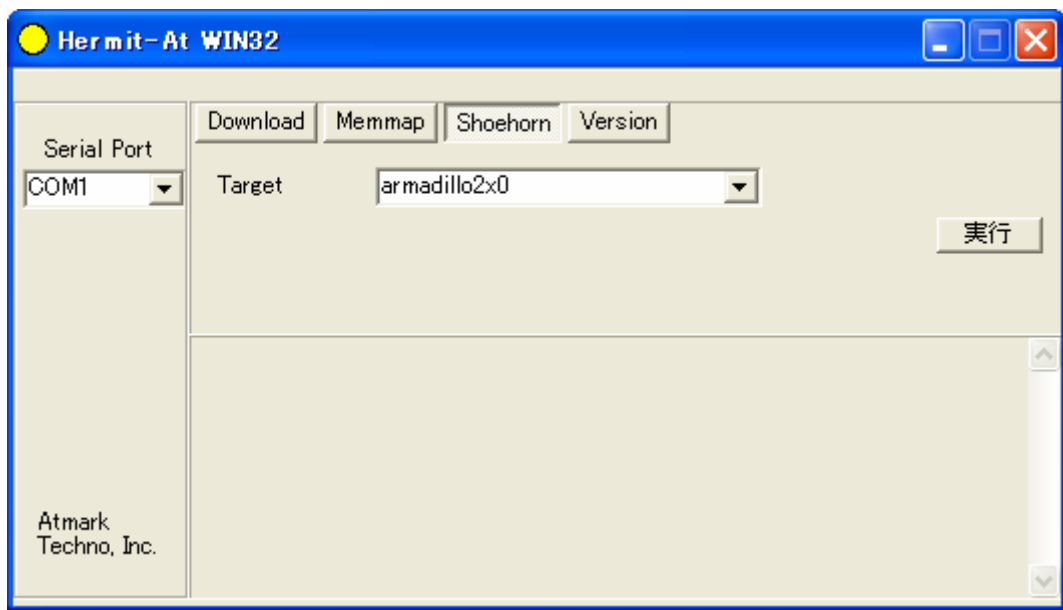 Hermit-At WIN32
Download Memmap Shoehorn Version
Serial Port
COM1
Target armadillo2x0
実行
Atmark
Techno, Inc.